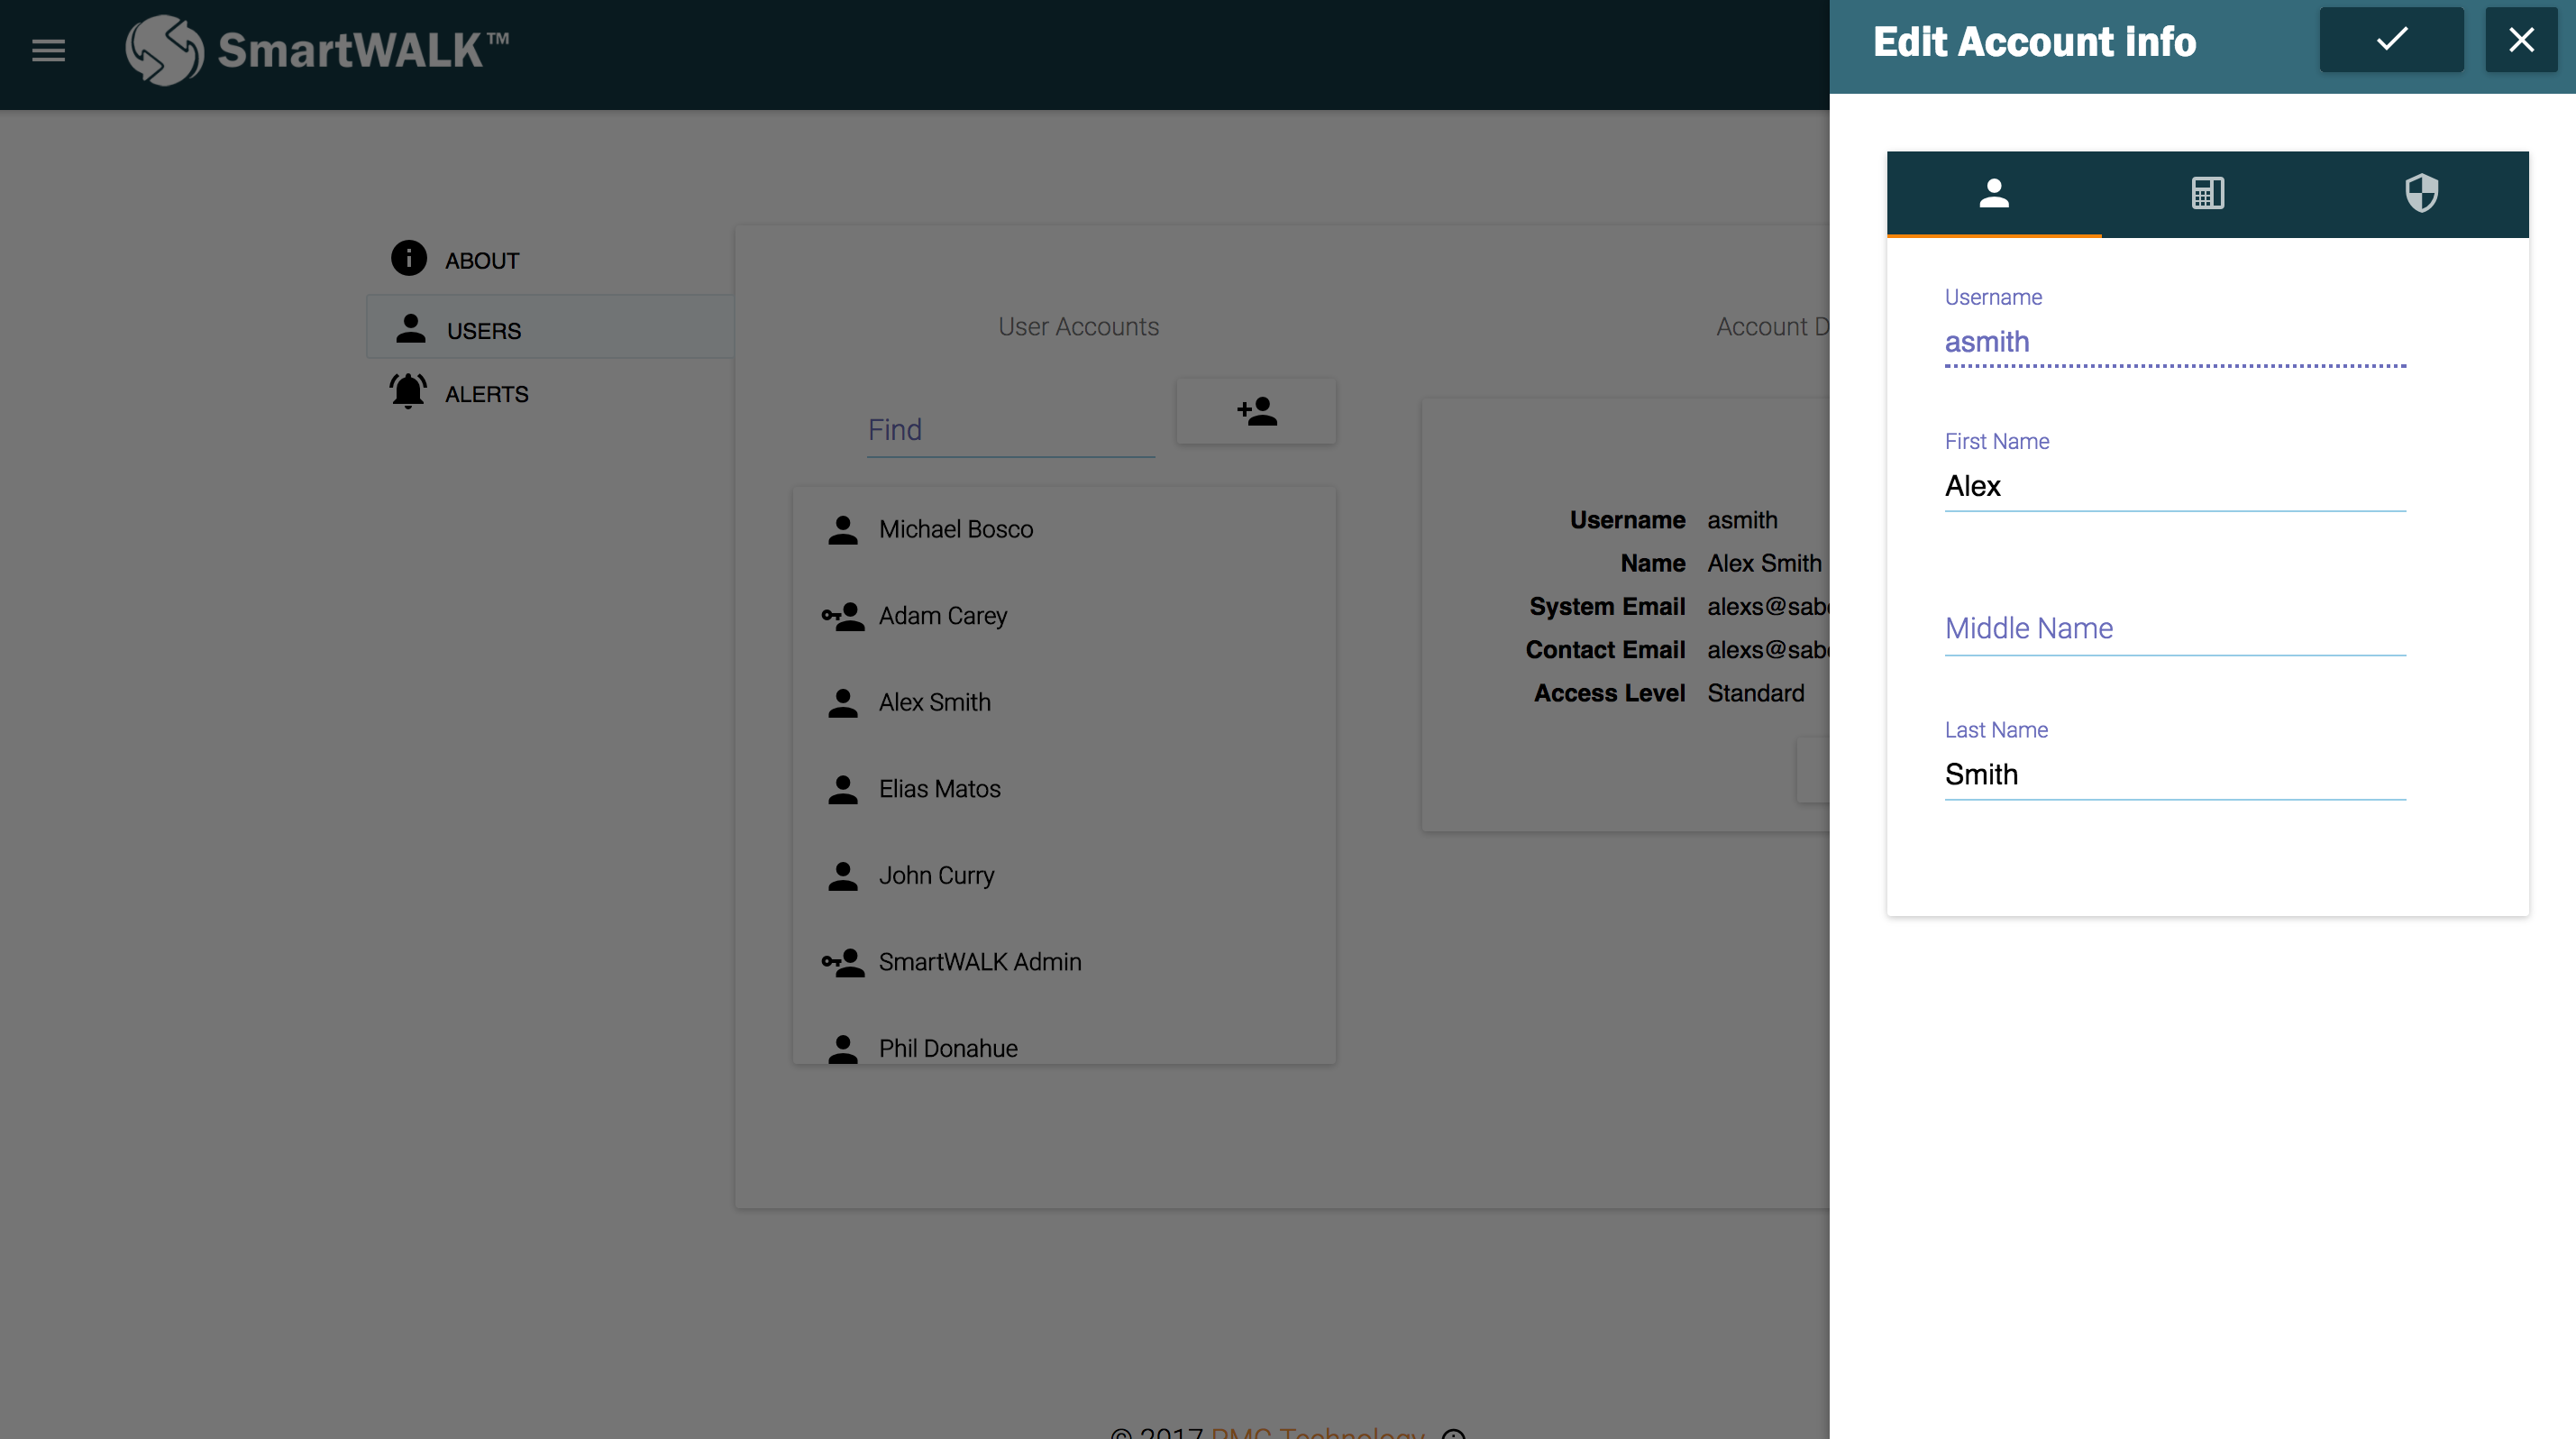 SmartWALK™
Edit Account info
ABOUT
USERS
ALERTS
User Accounts
Find
Michael Bosco
Adam Carey
Alex Smith
Elias Matos
John Curry
SmartWALK Admin
Phil Donahue
Account D
Username asmith
Name Alex Smith
System Email alexs@sab
Contact Email alexs@sab
Access Level Standard
Username
asmith
First Name
Alex
Middle Name
Last Name
Smith
© 2017 PMC Technology